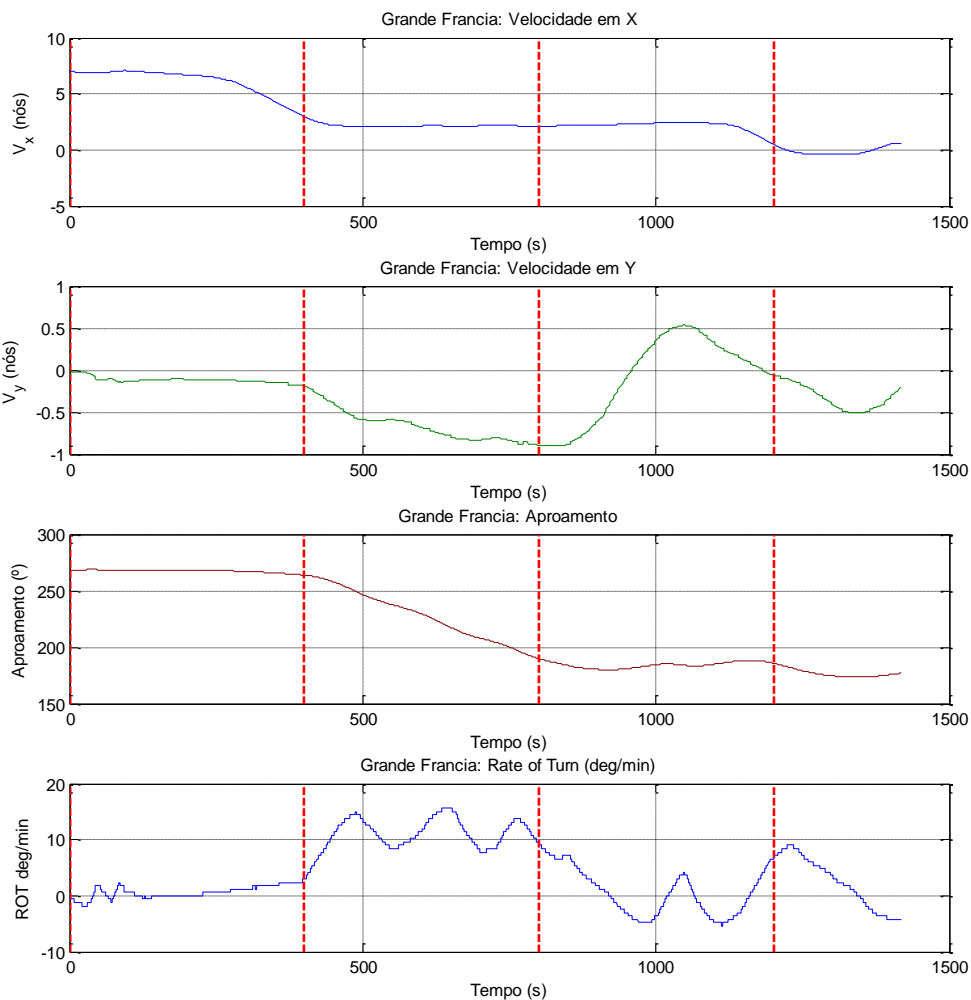 Grande Francia: Velocidade em X
10
5
0
-5
V_x (nós)
0
500
1000
1500
Tempo (s)
Grande Francia: Velocidade em Y
1
0.5
0
-0.5
-1
V_y (nós)
0
500
1000
1500
Tempo (s)
Grande Francia: Aproamento
300
250
200
150
Aproamento (º)
0
500
1000
1500
Tempo (s)
Grande Francia: Rate of Turn (deg/min)
20
10
0
-10
ROT deg/min
0
500
1000
1500
Tempo (s)